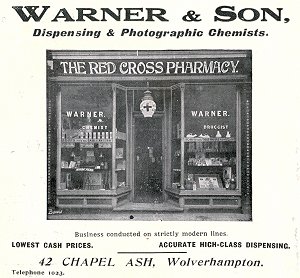 WARNER & SON,
Dispensing & Photographic Chemists.
THE RED CROSS PHARMACY.
WARNER. WARNER.
CHEMIST DRUGGIST
Business conducted on strictly modern lines.
LOWEST CASH PRICES. ACCURATE HIGH-CLASS DISPENSING.
42 CHAPEL ASH, Wolverhampton.
Telephone 1023.